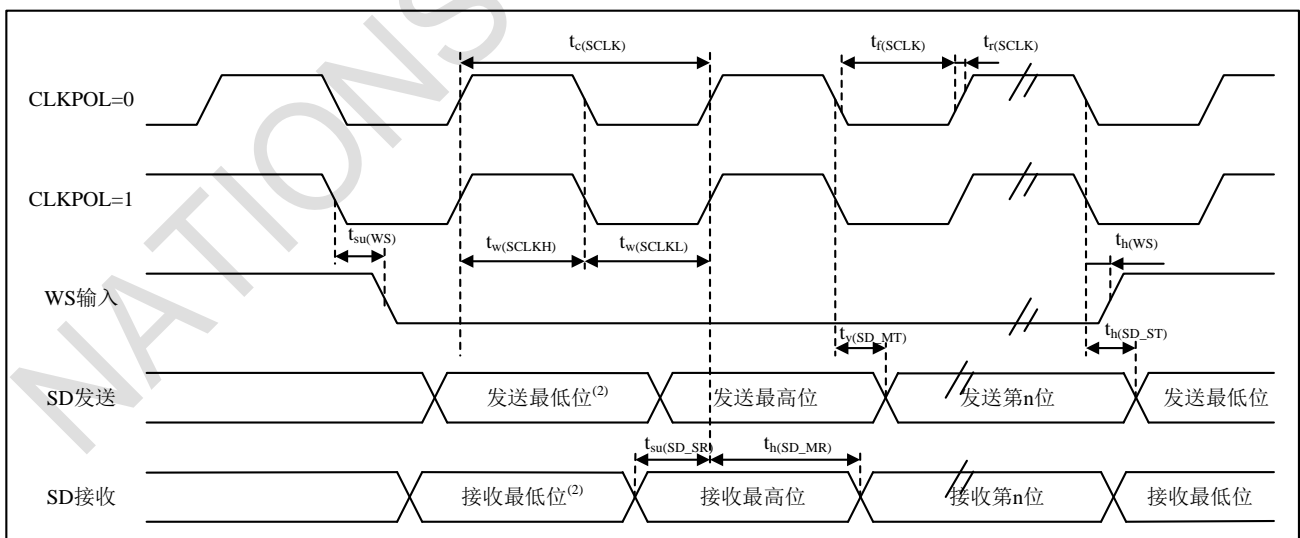 tc(SCLK) tf(SCLK) tr(SCLK)
CLKPOL=0
CLKPOL=1
tsu(WS) tw(SCLKH) tw(SCLKL) th(WS)
WS输入
tv(SD_MT) th(SD_ST)
SD发送 发送最低位(2) 发送最高位 发送第n位 发送最低位
tsu(SD_SR) th(SD_MR)
SD接收 接收最低位(2) 接收最高位 接收第n位 接收最低位
NATIONS